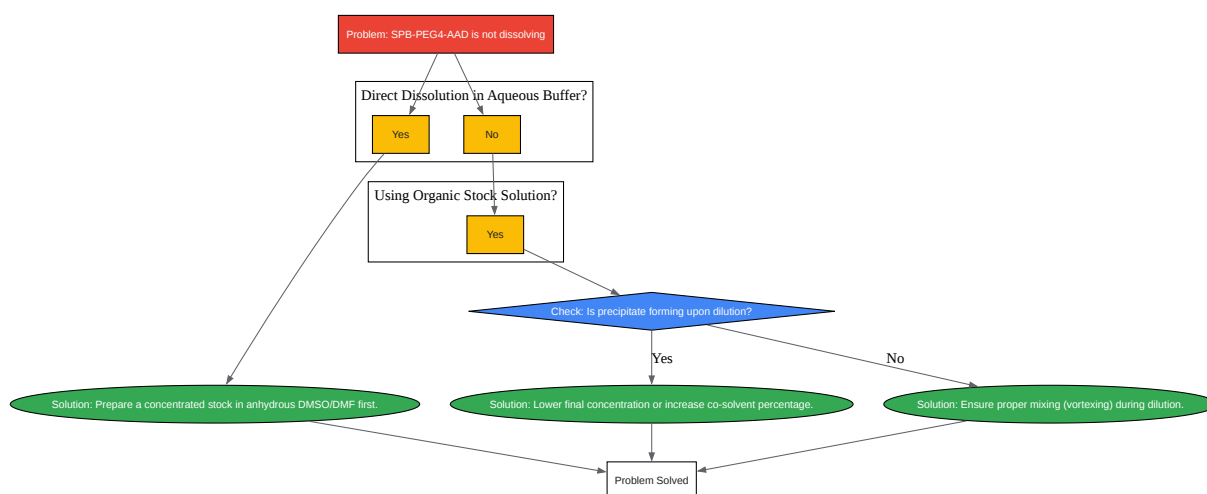 Problem: SPB-PEG4-AAD is not dissolving
Direct Dissolution in Aqueous Buffer?
Yes
No
Using Organic Stock Solution?
Yes
Check: Is precipitate forming upon dilution?
Yes
No
Solution: Prepare a concentrated stock in anhydrous DMSO/DMF first.
Solution: Lower final concentration or increase co-solvent percentage.
Solution: Ensure proper mixing (vortexing) during dilution.
Problem Solved